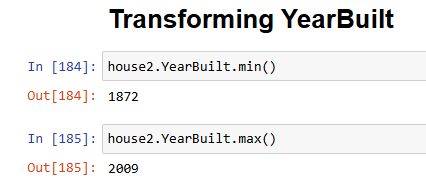 Transforming YearBuilt
In [184]: house2.YearBuilt.min()
Out[184]: 1872
In [185]: house2.YearBuilt.max()
Out[185]: 2009